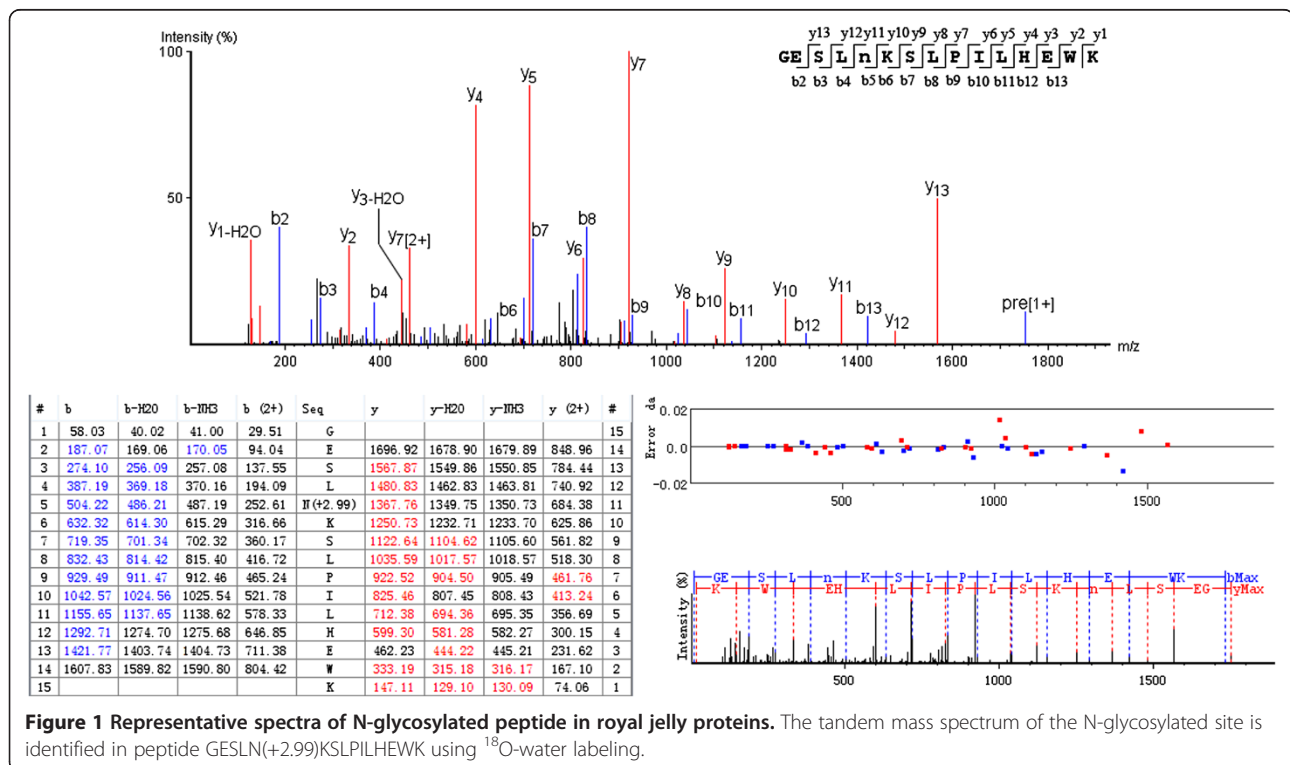 Intensity (%)
100
50
y1-H2O
b2
b3
y2
y3-H2O
b4
y7[2+]
y4
b6
y5
b7
y6
b8
y7
b9
y8
b10
y9
b11
y10
b12
y11
b13
y12
y13
pre[1+]
200 400 600 800 1000 1200 1400 1600 1800 m/z
y13 y12 y11 y10 y9 y8 y7 y6 y5 y4 y3 y2 y1
G E S L n K S L P I L H E W K
b2 b3 b4 b5 b6 b7 b8 b9 b10 b11 b12 b13
# b b-H2O b-NH3 b (2+) Seq y y-H2O y-NH3 y (2+) #
1 58.03 40.02 41.00 29.51 G 15
2 187.07 169.06 170.05 94.04 E 1696.92 1678.90 1679.89 848.96 14
3 274.10 256.09 257.08 137.55 S 1567.87 1549.86 1550.85 784.44 13
4 387.19 369.18 370.16 194.09 L 1480.83 1462.83 1463.81 740.92 12
5 504.22 486.21 487.19 252.61 N(+2.99) 1367.76 1349.75 1350.73 684.38 11
6 632.32 614.30 615.29 316.66 K 1250.73 1232.71 1233.70 625.86 10
7 719.35 701.34 702.32 360.17 S 1122.64 1104.62 1105.60 561.82 9
8 832.43 814.42 815.40 416.72 L 1035.59 1017.57 1018.57 518.30 8
9 929.49 911.47 912.46 465.24 P 922.52 904.50 905.49 461.76 7
10 1042.57 1024.56 1025.54 521.78 I 825.46 807.45 808.43 413.24 6
11 1155.65 1137.65 1138.62 578.33 L 712.38 694.36 695.35 356.69 5
12 1292.71 1274.70 1275.68 646.85 H 599.30 581.28 582.27 300.15 4
13 1421.77 1403.74 1404.73 711.38 E 462.23 444.22 445.21 231.62 3
14 1607.83 1589.82 1590.80 804.42 W 333.19 315.18 316.17 167.10 2
15 K 147.11 129.10 130.09 74.06 1
Error da
0.02
0.0
-0.02
500 1000 1500
Intensity (%)
GE S L n K S L P I L H E WK bMax
K W EH L I P L S K n L S EG yMax
500 1000 1500
Figure 1 Representative spectra of N-glycosylated peptide in royal jelly proteins. The tandem mass spectrum of the N-glycosylated site is
identified in peptide GESLN(+2.99)KSLPILHEWK using 18O-water labeling.